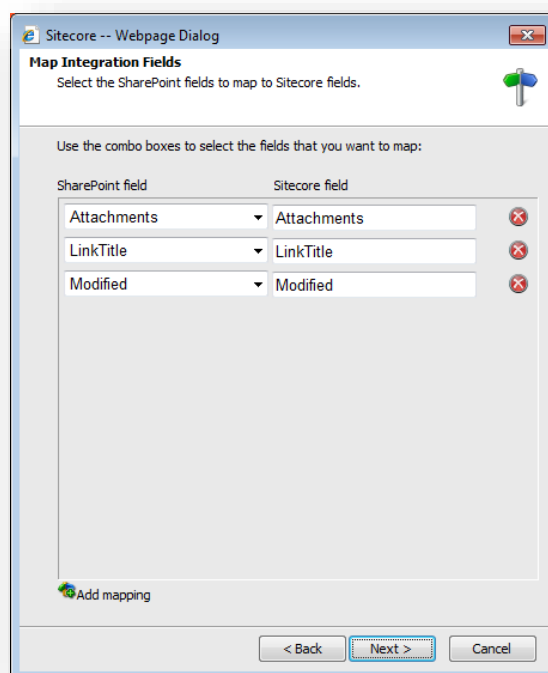 Sitecore -- Webpage Dialog
Map Integration Fields
Select the SharePoint fields to map to Sitecore fields.
Use the combo boxes to select the fields that you want to map:
SharePoint field Sitecore field
Attachments Attachments
LinkTitle LinkTitle
Modified Modified
Add mapping
< Back Next > Cancel